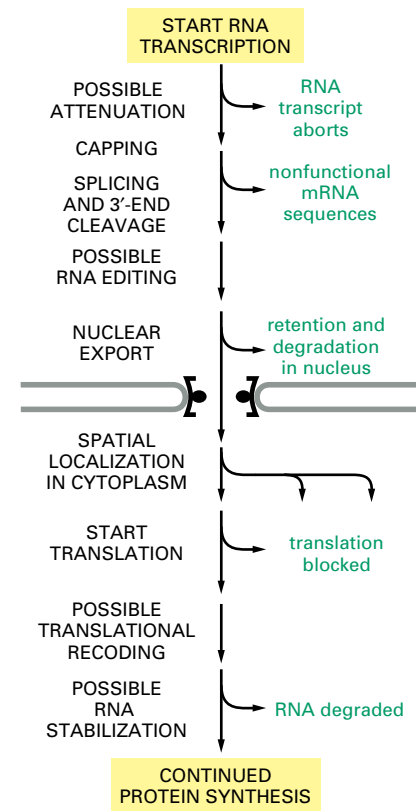 START RNA
TRANSCRIPTION
POSSIBLE
ATTENUATION
RNA
transcript
aborts
CAPPING
SPLICING
AND 3′-END
CLEAVAGE
nonfunctional
mRNA
sequences
POSSIBLE
RNA EDITING
NUCLEAR
EXPORT
retention and
degradation
in nucleus
SPATIAL
LOCALIZATION
IN CYTOPLASM
START
TRANSLATION
translation
blocked
POSSIBLE
TRANSLATIONAL
RECODING
POSSIBLE
RNA
STABILIZATION
RNA degraded
CONTINUED
PROTEIN SYNTHESIS